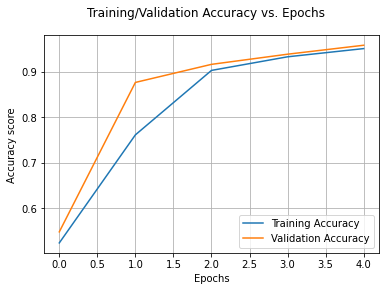 Training/Validation Accuracy vs. Epochs
Accuracy score
0.9
0.8
0.7
0.6
Training Accuracy
Validation Accuracy
0.0 0.5 1.0 1.5 2.0 2.5 3.0 3.5 4.0
Epochs